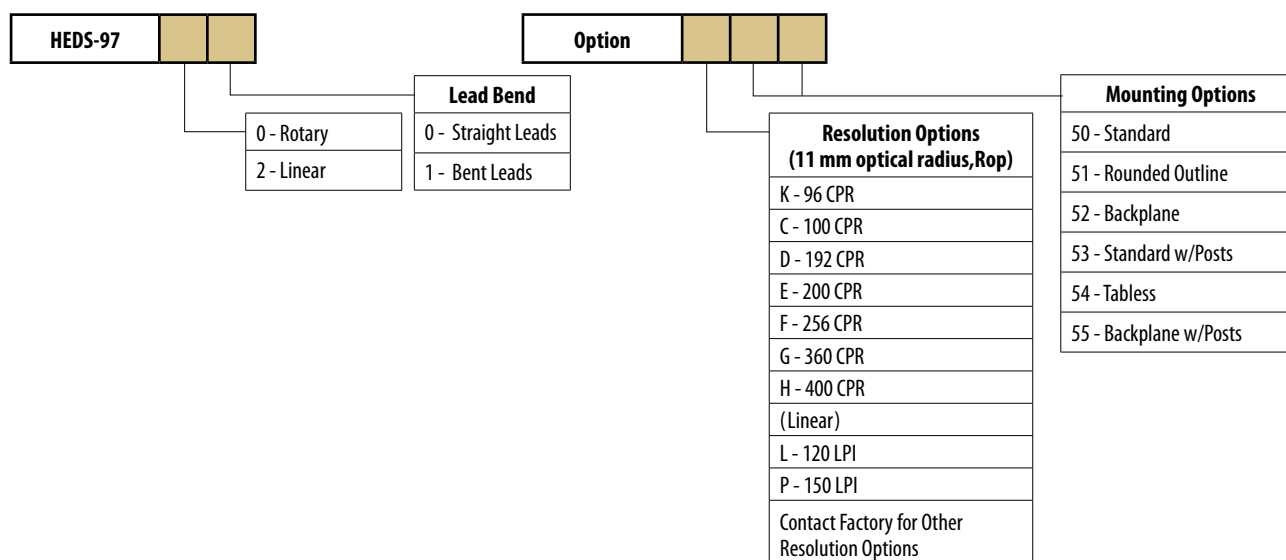 HEDS-97
Option
Lead Bend
0 - Straight Leads
1 - Bent Leads
0 - Rotary
2 - Linear
Resolution Options
(11 mm optical radius,Rop)
K - 96 CPR
C - 100 CPR
D - 192 CPR
E - 200 CPR
F - 256 CPR
G - 360 CPR
H - 400 CPR
(Linear)
L - 120 LPI
P - 150 LPI
Contact Factory for Other
Resolution Options
Mounting Options
50 - Standard
51 - Rounded Outline
52 - Backplane
53 - Standard w/Posts
54 - Tabless
55 - Backplane w/Posts